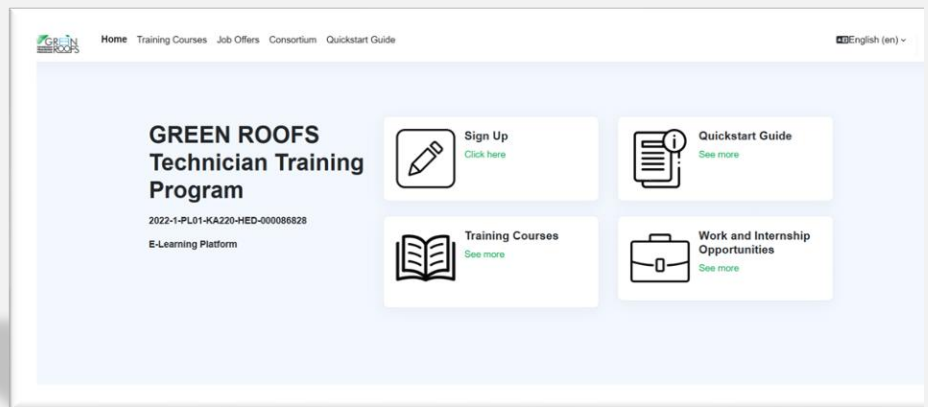 GREEN
ROOFS
Home Training Courses Job Offers Consortium Quickstart Guide
English (en)
GREEN ROOFS
Technician Training
Program
2022-1-PL01-KA220-HED-000086828
E-Learning Platform
Sign Up
Click here
Quickstart Guide
See more
Training Courses
See more
Work and Internship
Opportunities
See more